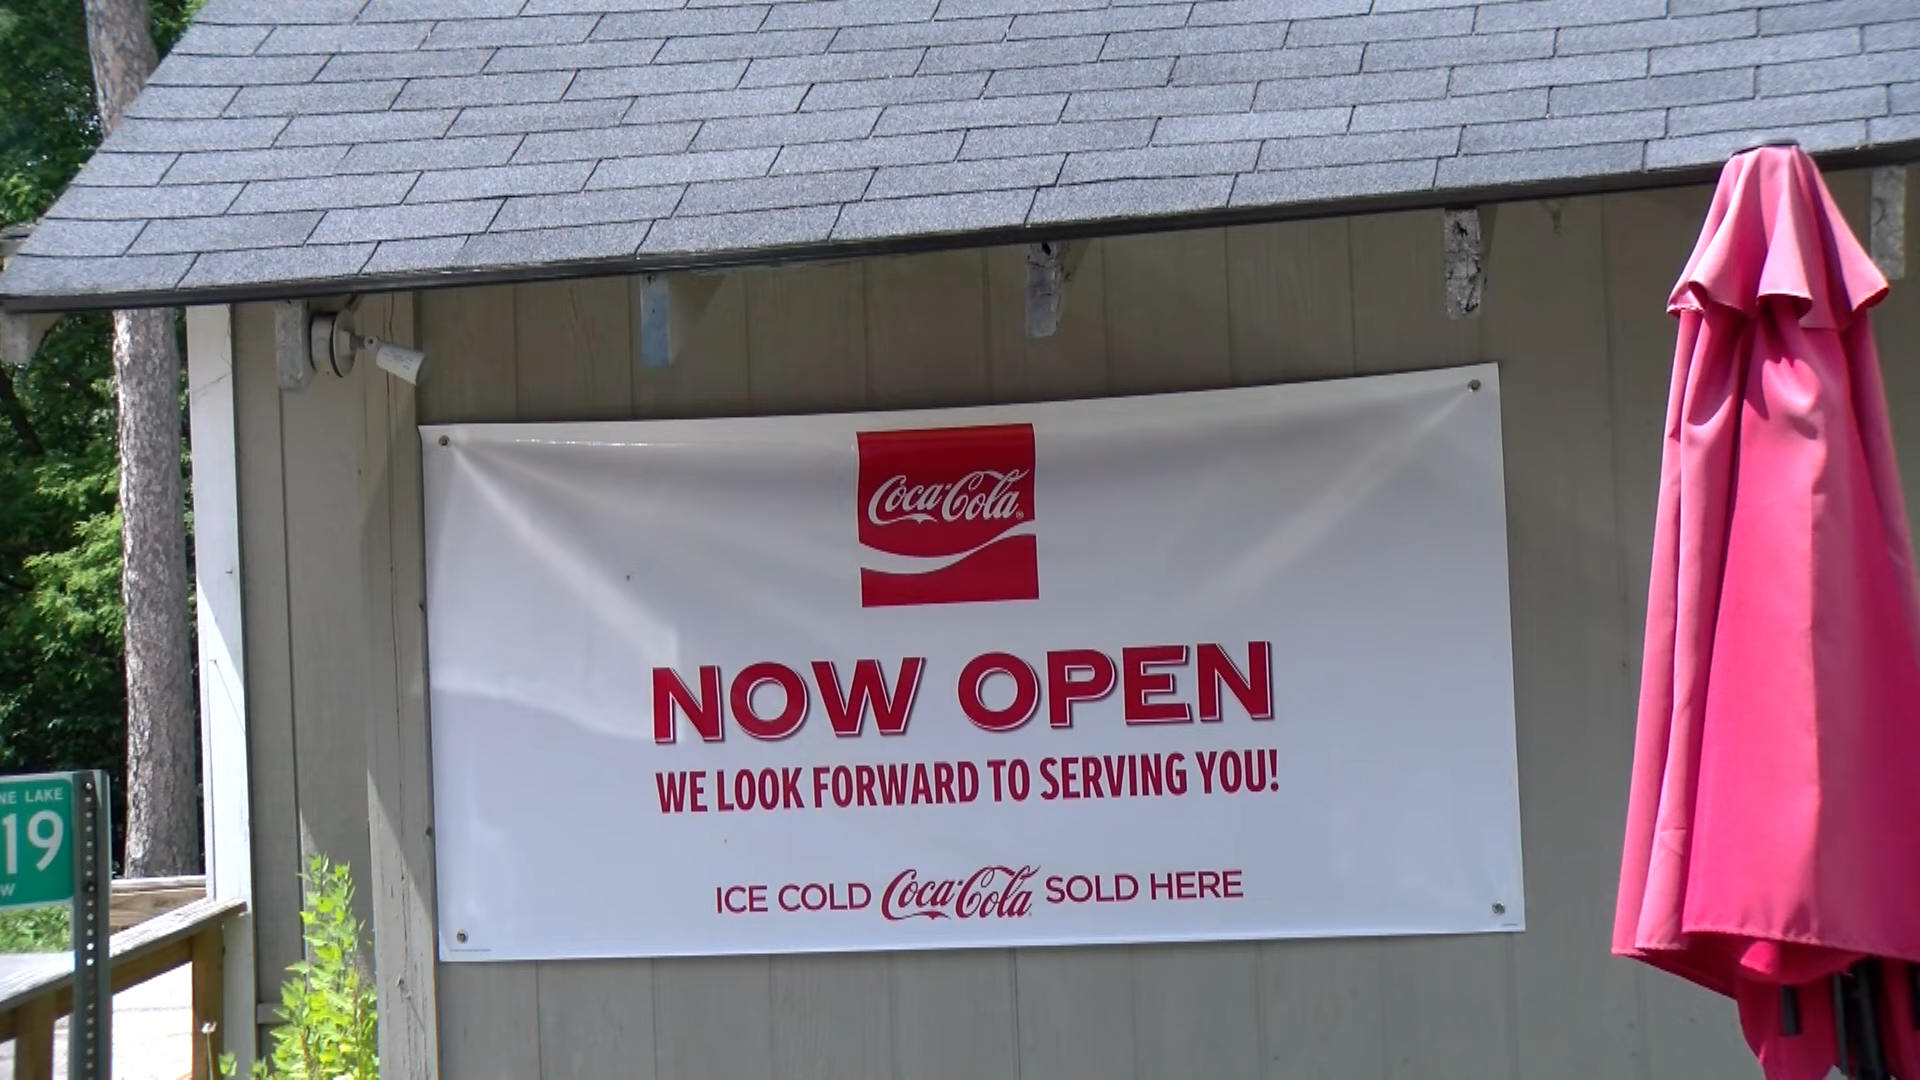 Coca-Cola
NOW OPEN
WE LOOK FORWARD TO SERVING YOU!
ICE COLD Coca-Cola SOLD HERE
NE LAKE
19
W